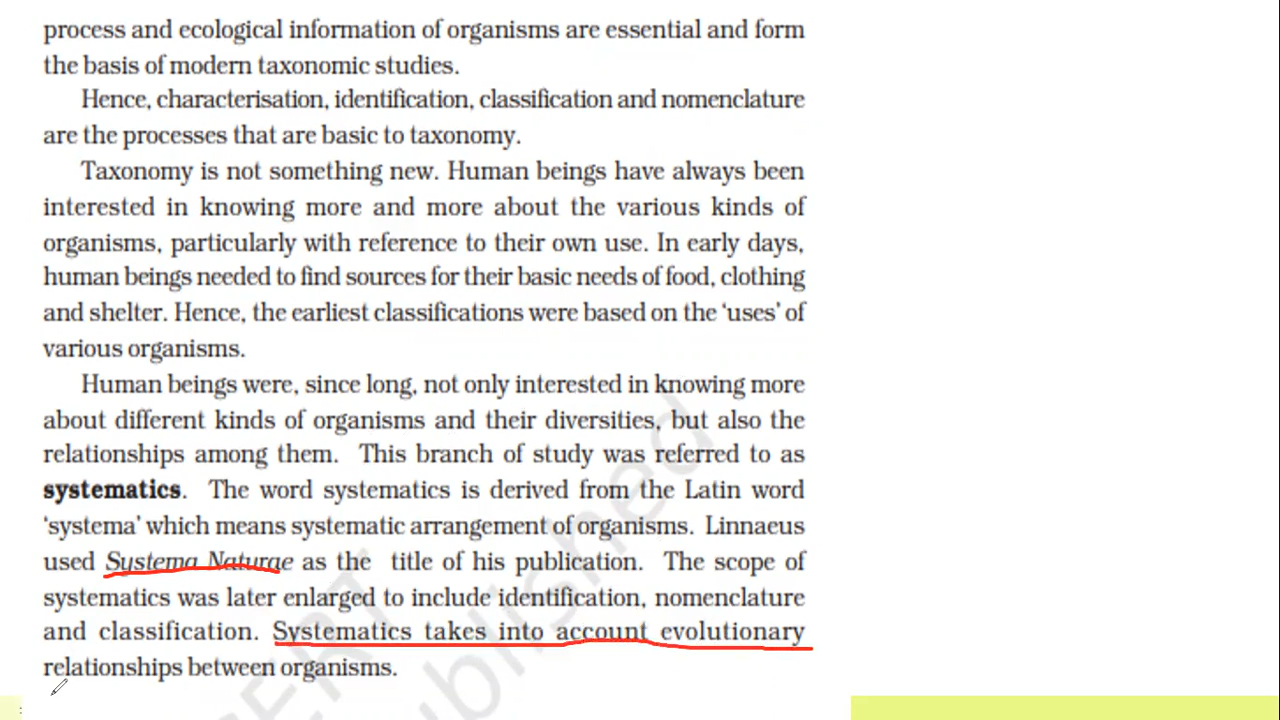 process and ecological information of organisms are essential and form
the basis of modern taxonomic studies.
Hence, characterisation, identification, classification and nomenclature
are the processes that are basic to taxonomy.
Taxonomy is not something new. Human beings have always been
interested in knowing more and more about the various kinds of
organisms, particularly with reference to their own use. In early days,
human beings needed to find sources for their basic needs of food, clothing
and shelter. Hence, the earliest classifications were based on the ‘uses’ of
various organisms.
Human beings were, since long, not only interested in knowing more
about different kinds of organisms and their diversities, but also the
relationships among them. This branch of study was referred to as
systematics. The word systematics is derived from the Latin word
‘systema’ which means systematic arrangement of organisms. Linnaeus
used Systema Naturae as the title of his publication. The scope of
systematics was later enlarged to include identification, nomenclature
and classification. Systematics takes into account evolutionary
relationships between organisms.